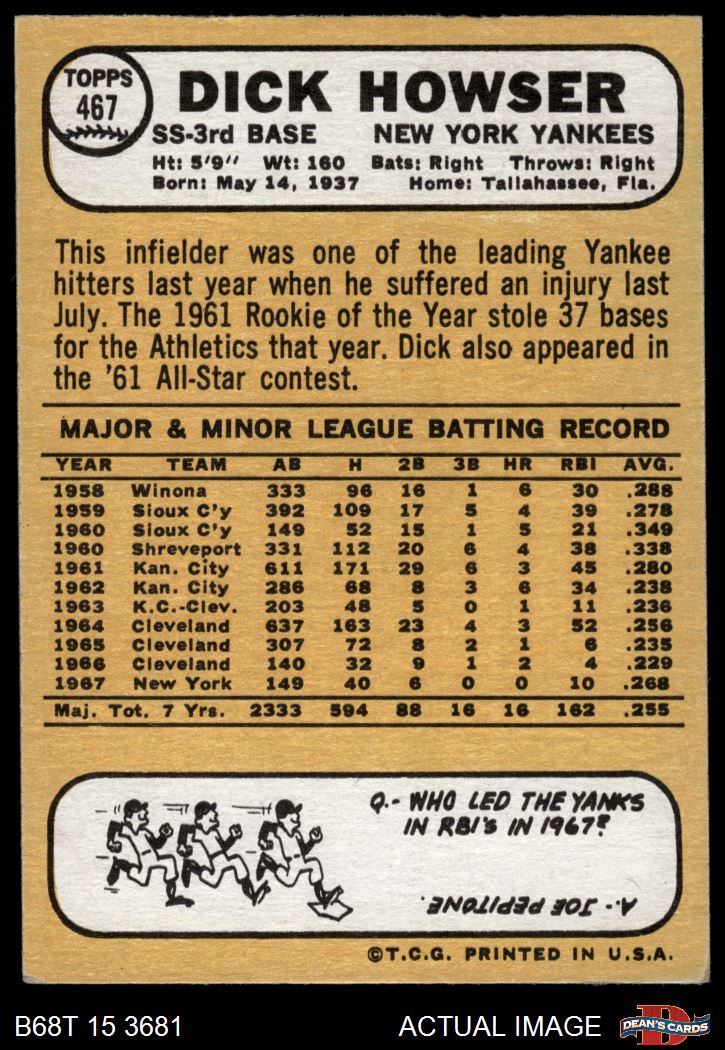 TOPPS
467
DICK HOWSER
SS-3rd BASE NEW YORK YANKEES
Ht: 5'9" Wt: 160 Bats: Right Throws: Right
Born: May 14, 1937 Home: Tallahassee, Fla.
This infielder was one of the leading Yankee
hitters last year when he suffered an injury last
July. The 1961 Rookie of the Year stole 37 bases
for the Athletics that year. Dick also appeared in
the '61 All-Star contest.
MAJOR & MINOR LEAGUE BATTING RECORD
YEAR TEAM AB H 2B 3B HR RBI AVG.
1958 Winona 333 96 16 1 6 30 .288
1959 Sioux C'y 392 109 17 5 4 39 .278
1960 Sioux C'y 149 52 15 1 5 21 .349
1960 Shreveport 331 112 20 6 4 38 .338
1961 Kan. City 611 171 29 6 3 45 .280
1962 Kan. City 286 68 8 3 6 34 .238
1963 K.C.-Clev. 203 48 5 0 1 11 .236
1964 Cleveland 637 163 23 4 3 52 .256
1965 Cleveland 307 72 8 2 1 6 .235
1966 Cleveland 140 32 9 1 2 4 .229
1967 New York 149 40 6 0 0 10 .268
Maj. Tot. 7 Yrs. 2333 594 88 16 16 162 .255
Q.- WHO LED THE YANKS
IN RBI'S IN 1967?
A.- JOE PEPITONE.
©T.C.G. PRINTED IN U.S.A.
B68T 15 3681 ACTUAL IMAGE D DEAN'S CARDS